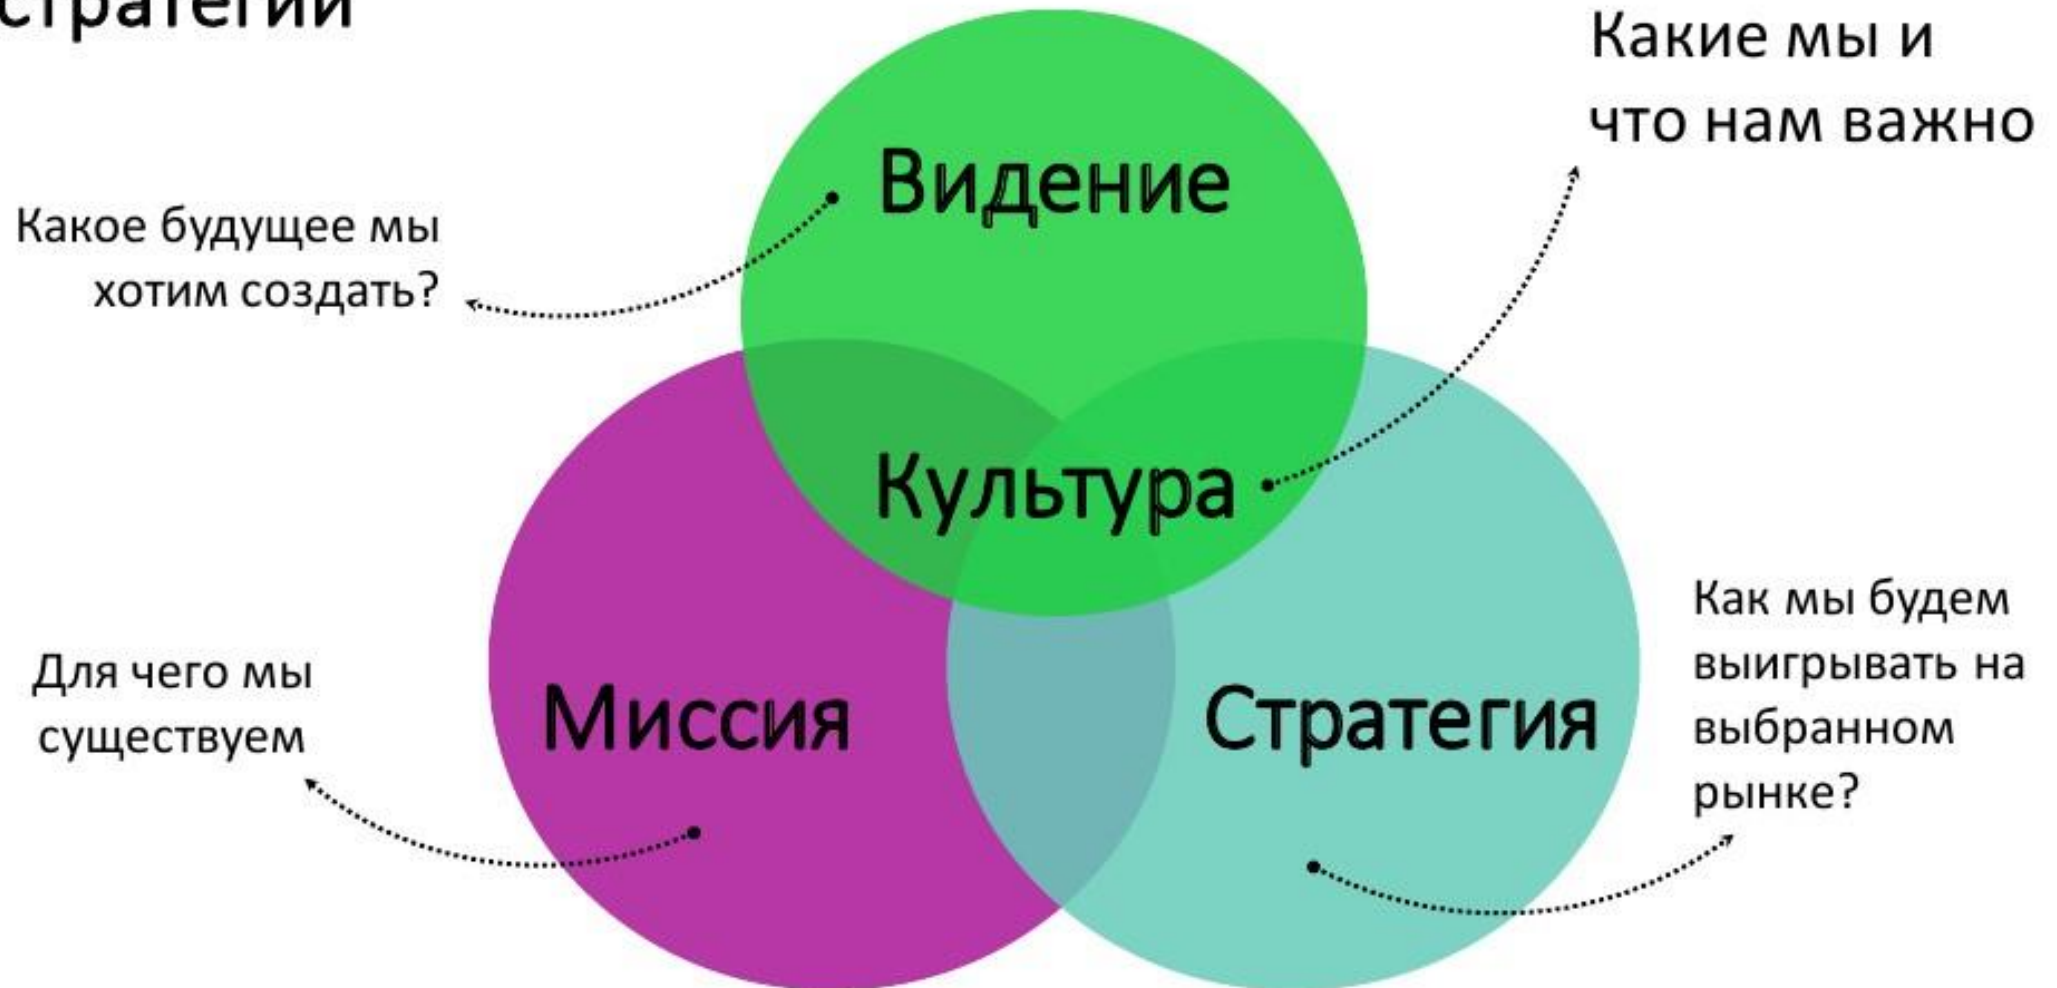 стратегии
Какие мы и
что нам важно
Видение
Какое будущее мы
хотим создать?
Культура
Для чего мы
существуем
Миссия
Стратегия
Как мы будем
выигрывать на
выбранном
рынке?